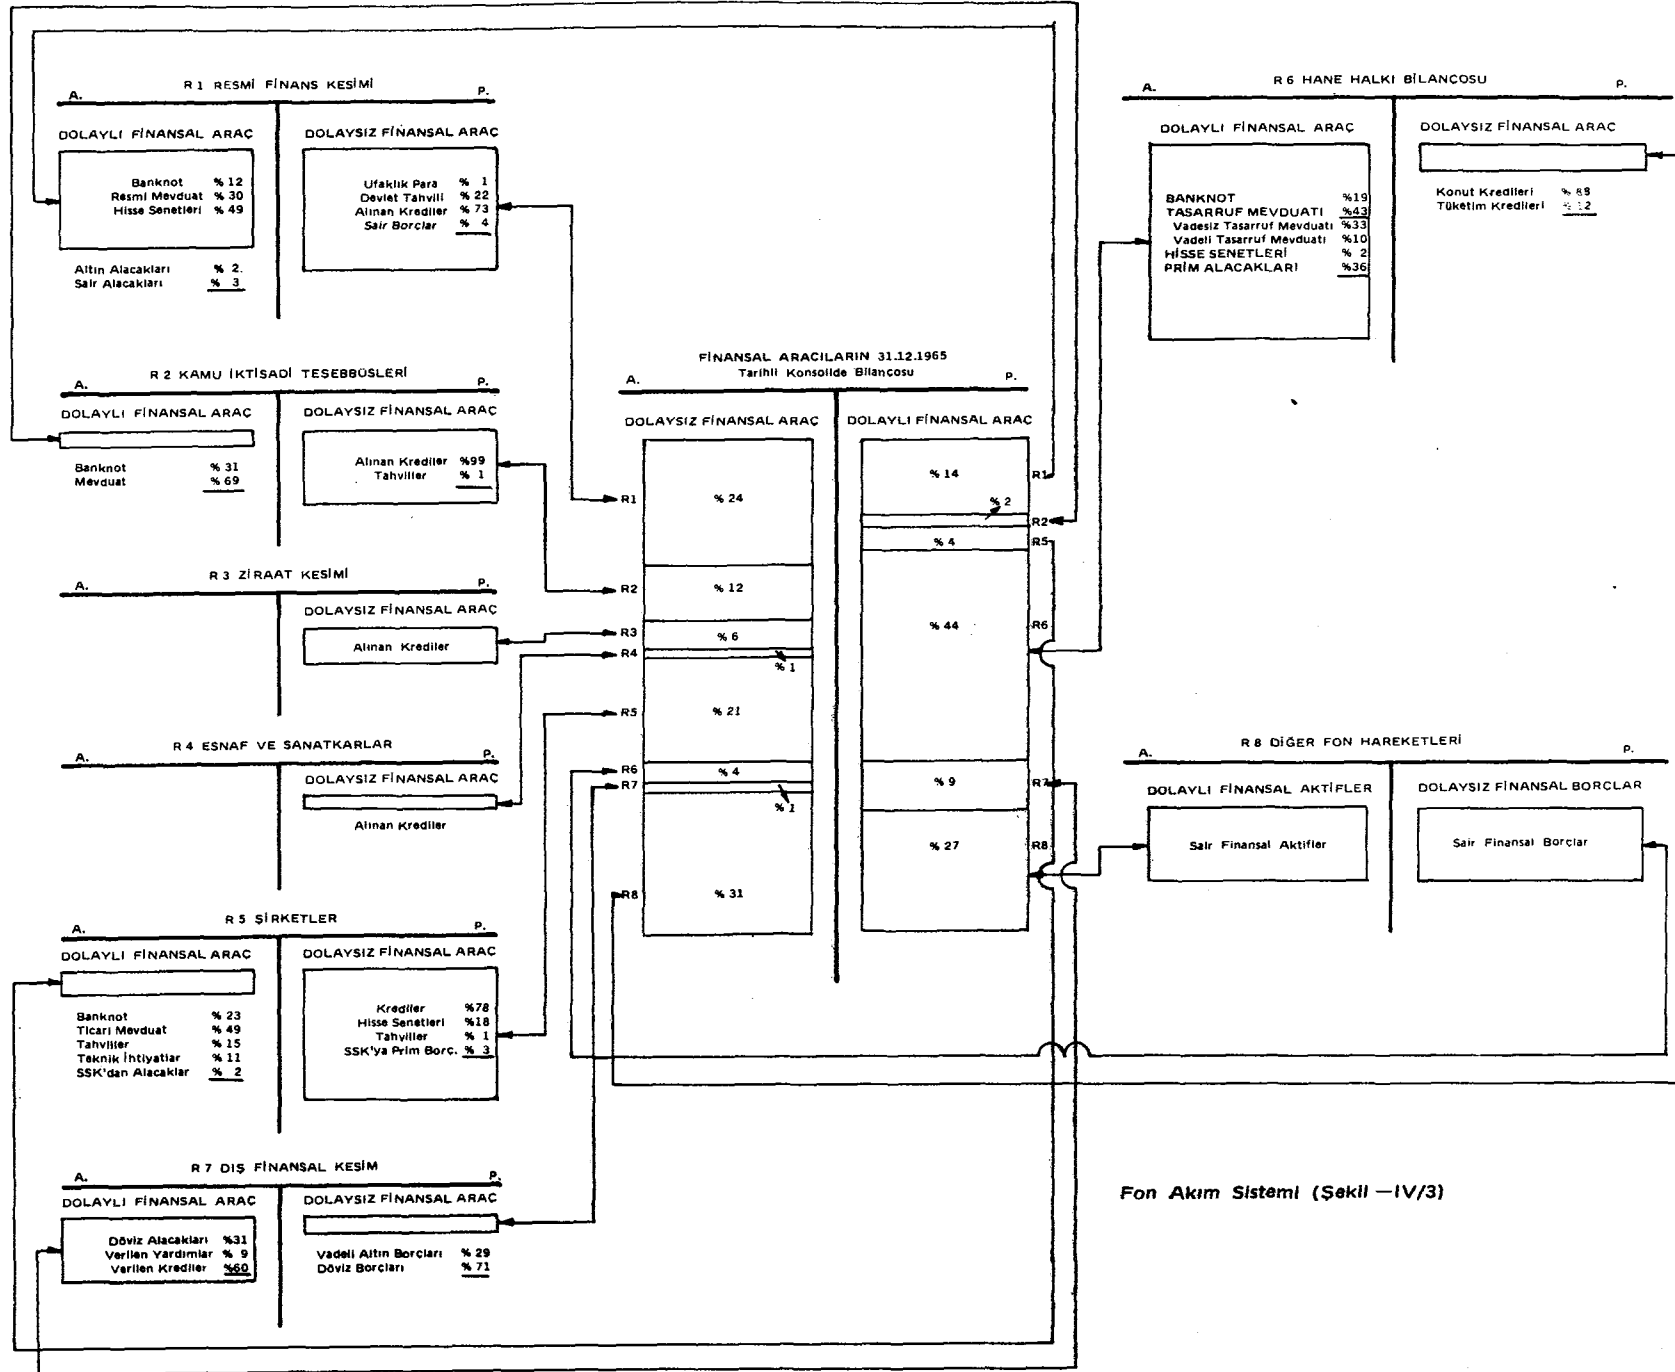 R 1 RESMİ FİNANS KESİMİ
A. P.
DOLAYLI FİNANSAL ARAÇ DOLAYSIZ FİNANSAL ARAÇ
Banknot % 12
Resmi Mevduat % 30
Hisse Senetleri % 49
Altın Alacakları % 2.
Sair Alacakları % 3
Ufaklık Para % 1
Devlet Tahvili % 22
Alınan Krediler % 73
Sair Borçlar % 4
R 2 KAMU İKTİSADİ TEŞEBBÜSLERİ
A. P.
DOLAYLI FİNANSAL ARAÇ DOLAYSIZ FİNANSAL ARAÇ
Banknot % 31
Mevduat % 69
Alınan Krediler %99
Tahviller % 1
R 3 ZİRAAT KESİMİ
A. P.
DOLAYSIZ FİNANSAL ARAÇ
Alınan Krediler
R 4 ESNAF VE SANATKARLAR
A. P.
DOLAYSIZ FİNANSAL ARAÇ
Alınan Krediler
R 5 ŞİRKETLER
A. P.
DOLAYLI FİNANSAL ARAÇ DOLAYSIZ FİNANSAL ARAÇ
Banknot % 23
Ticari Mevduat % 49
Tahviller % 15
Teknik İhtiyatlar % 11
SSK'dan Alacaklar % 2
Krediler %78
Hisse Senetleri %18
Tahviller % 1
SSK'ya Prim Borç. % 3
R 7 DIŞ FİNANSAL KESİM
A. P.
DOLAYLI FİNANSAL ARAÇ DOLAYSIZ FİNANSAL ARAÇ
Döviz Alacakları %31
Verilen Yardımlar % 9
Verilen Krediler %60
Vadeli Altın Borçları % 29
Döviz Borçları % 71
FİNANSAL ARACILARIN 31.12.1965
Tarihli Konsolide Bilançosu
A. P.
DOLAYSIZ FİNANSAL ARAÇ DOLAYLI FİNANSAL ARAÇ
R1 % 24
R2 % 12
R3 % 6
R4 % 1
R5 % 21
R6 % 4
R7 % 1
R8 % 31
% 14 R1
% 2 R2
% 4 R5
% 44 R6
% 9 R7
% 27 R8
R 6 HANE HALKI BİLANÇOSU
A. P.
DOLAYLI FİNANSAL ARAÇ DOLAYSIZ FİNANSAL ARAÇ
BANKNOT %19
TASARRUF MEVDUATI %43
Vadesiz Tasarruf Mevduatı %33
Vadeli Tasarruf Mevduatı %10
HİSSE SENETLERİ % 2
PRİM ALACAKLARI %36
Konut Kredileri % 88
Tüketim Kredileri % 12
R 8 DİĞER FON HAREKETLERİ
A. P.
DOLAYLI FİNANSAL AKTİFLER DOLAYSIZ FİNANSAL BORCLAR
Sair Finansal Aktifler
Sair Finansal Borçlar
Fon Akım Sistemi (Şekil —IV/3)